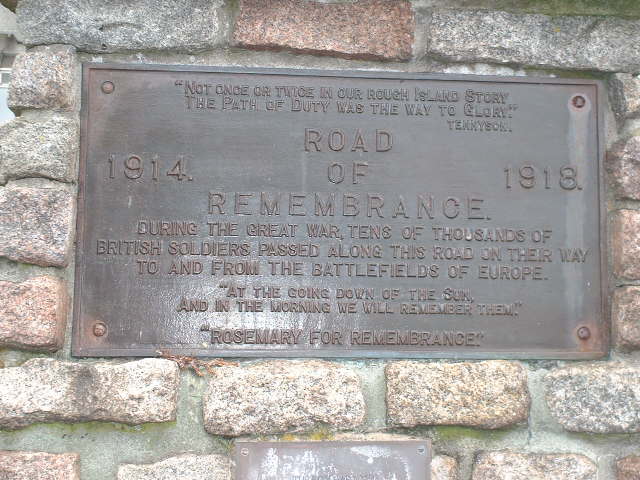 "Not once or twice in our rough Island Story
The Path of Duty was the way to Glory."
Tennyson.
ROAD
1914. OF 1918.
REMEMBRANCE.
DURING THE GREAT WAR, TENS OF THOUSANDS OF
BRITISH SOLDIERS PASSED ALONG THIS ROAD ON THEIR WAY
TO AND FROM THE BATTLEFIELDS OF EUROPE.
"At the going down of the Sun,
And in the morning we will remember them."
"ROSEMARY FOR REMEMBRANCE."